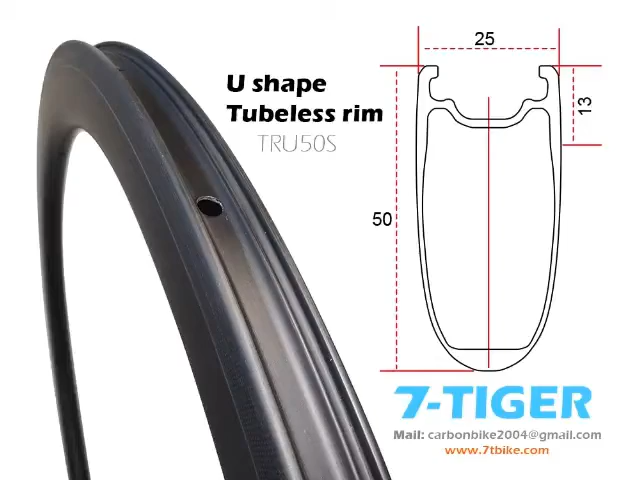 U shape
Tubeless rim
TRU50S
25
13
50
7-TIGER
Mail: carbonbike2004@gmail.com
www.7tbike.com